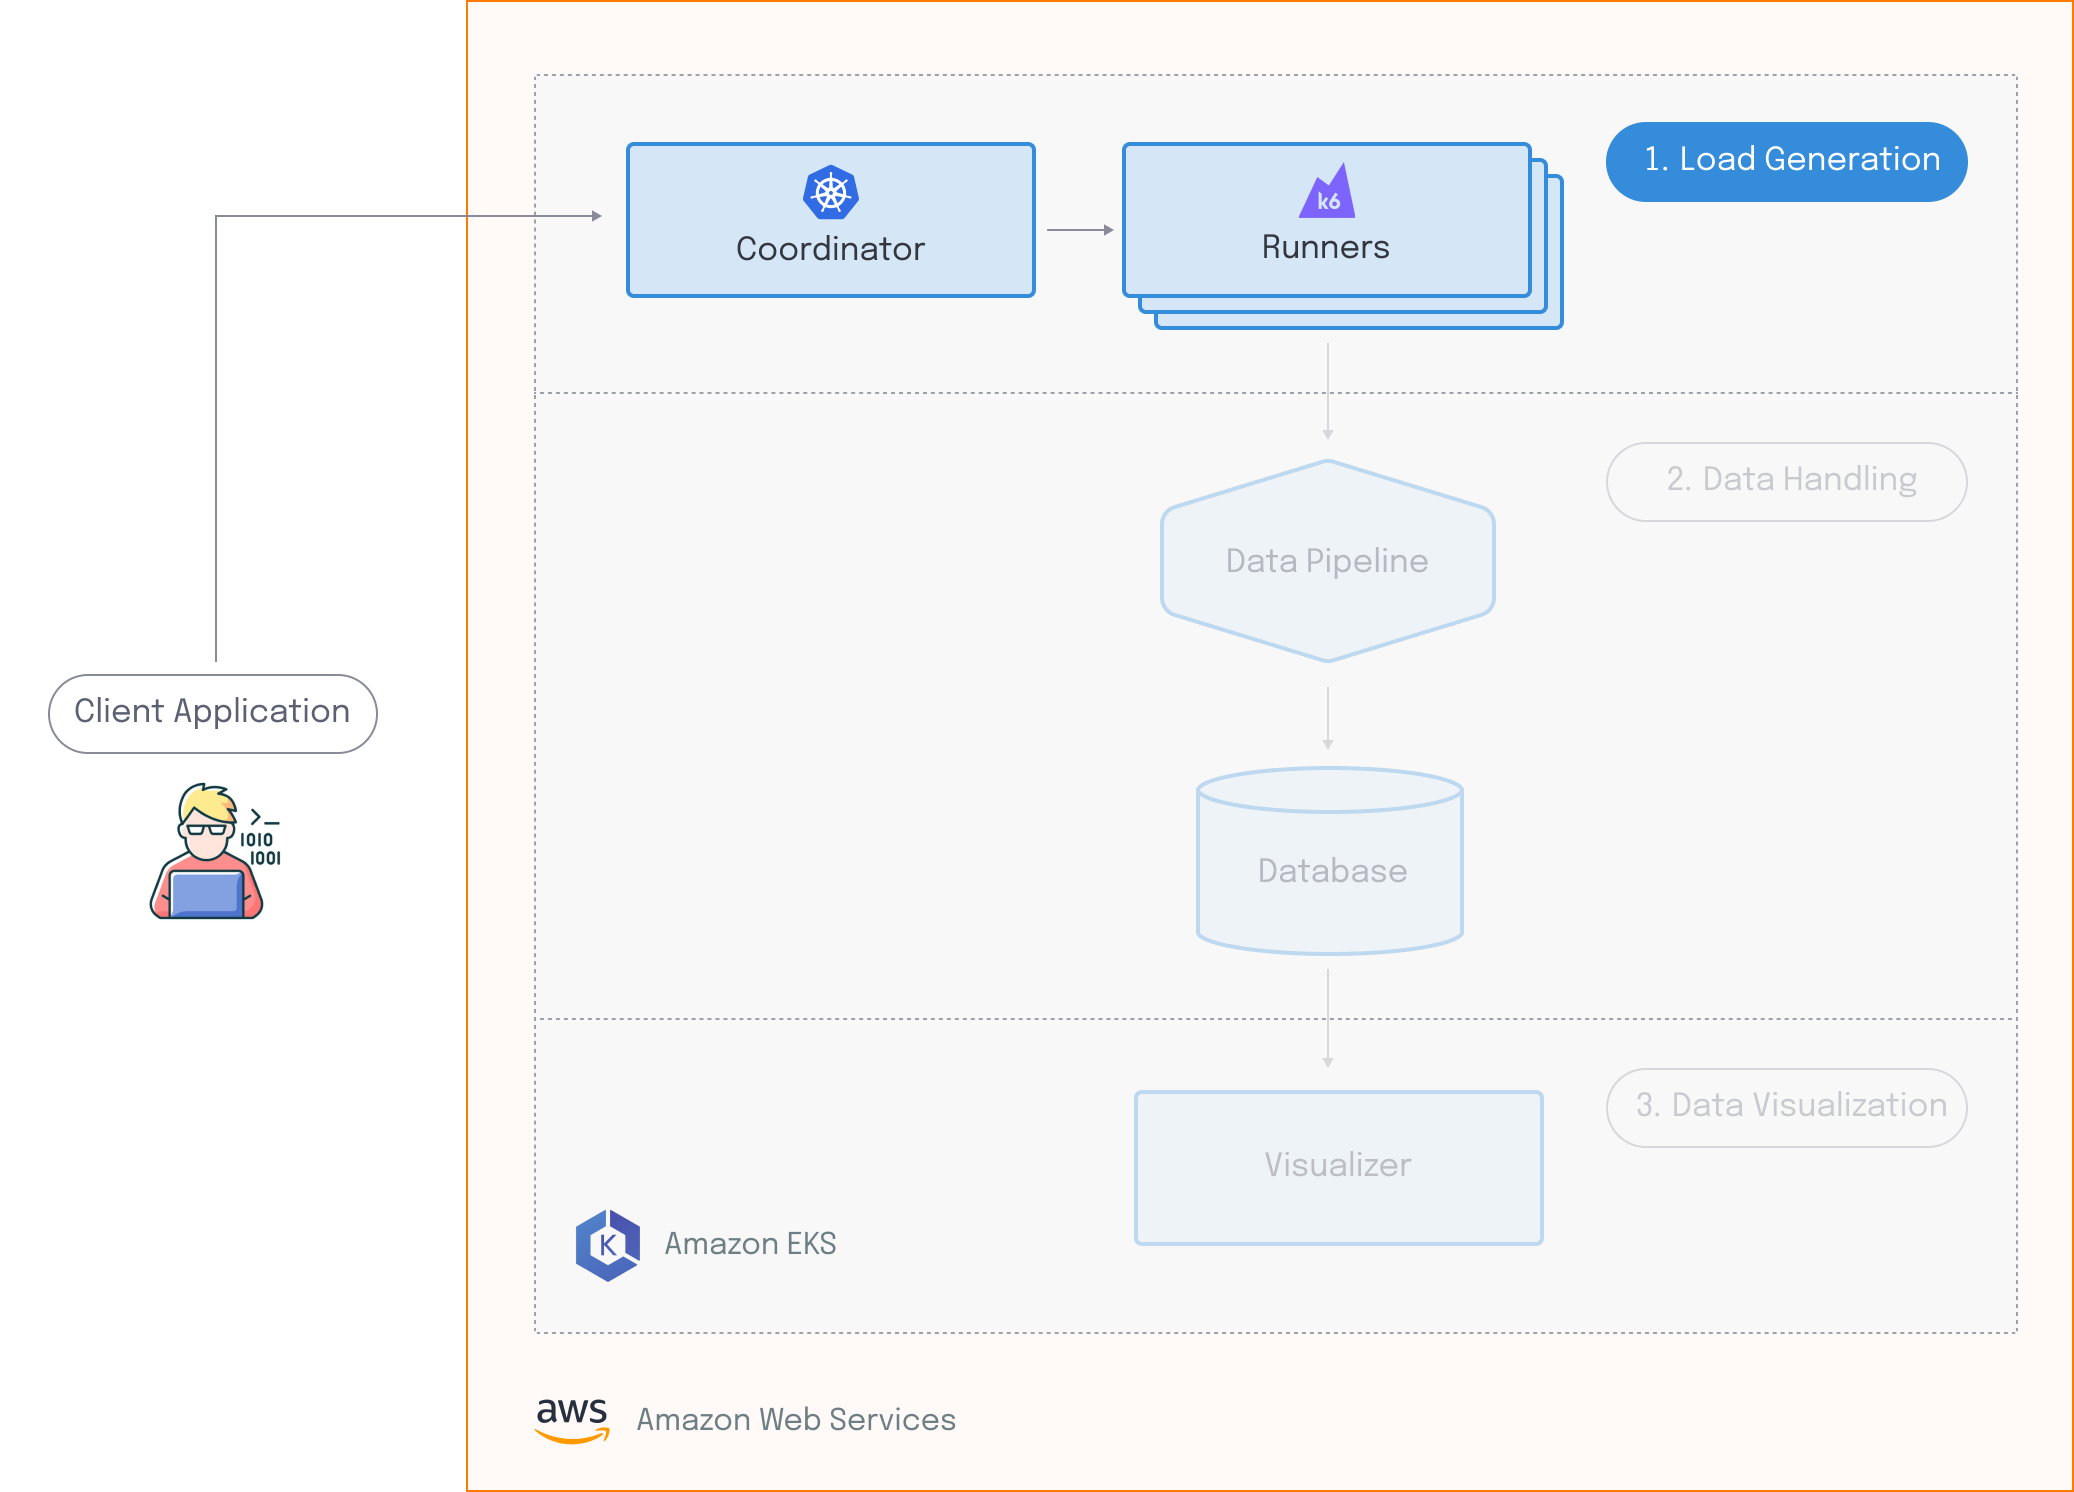 1. Load Generation
k6
Coordinator
Runners
2. Data Handling
Data Pipeline
Client Application
>_
1010
1001
Database
3. Data Visualization
Visualizer
K
Amazon EKS
aws
Amazon Web Services